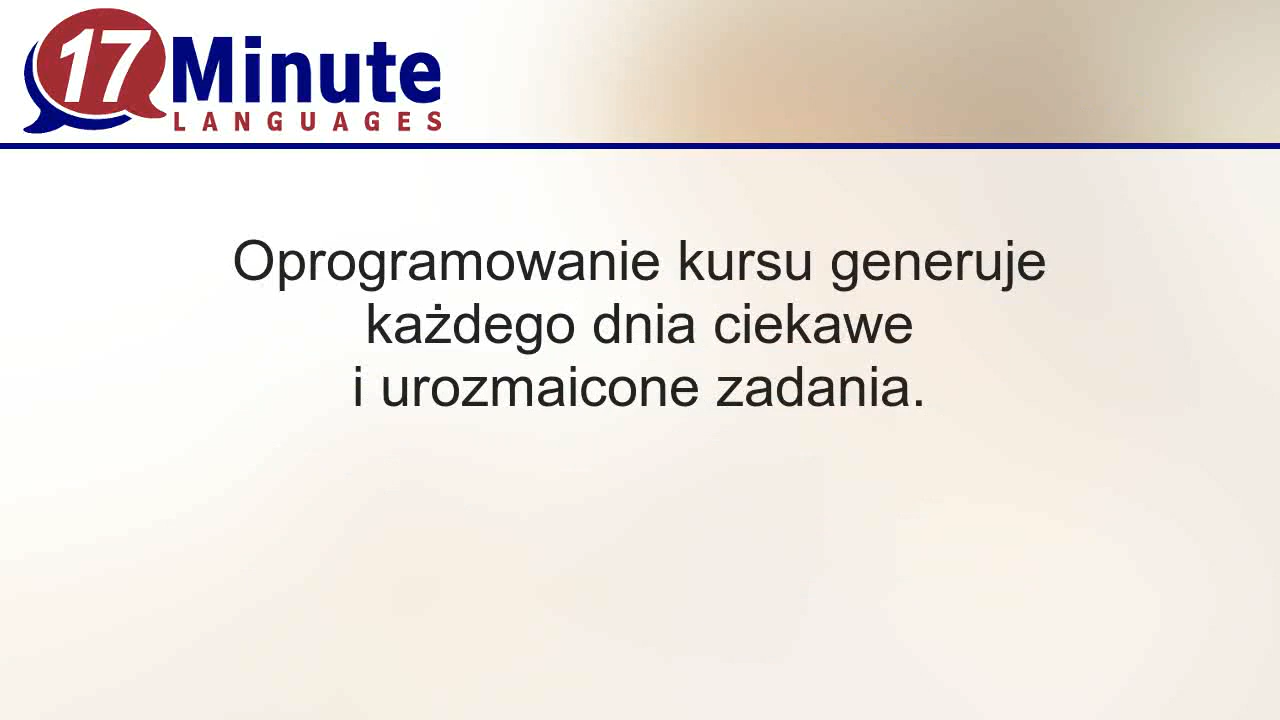 17 Minute
LANGUAGES
Oprogramowanie kursu generuje
każdego dnia ciekawe
i urozmaicone zadania.